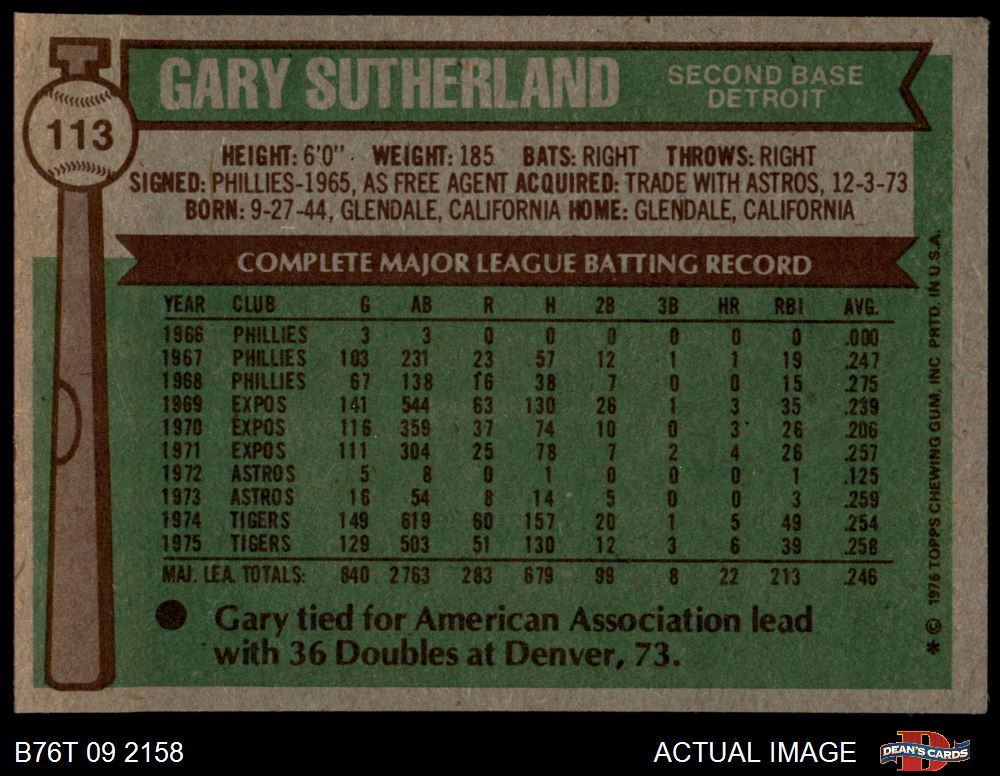 GARY SUTHERLAND
SECOND BASE
DETROIT
113
HEIGHT: 6'0" WEIGHT: 185 BATS: RIGHT THROWS: RIGHT
SIGNED: PHILLIES-1965, AS FREE AGENT ACQUIRED: TRADE WITH ASTROS, 12-3-73
BORN: 9-27-44, GLENDALE, CALIFORNIA HOME: GLENDALE, CALIFORNIA
COMPLETE MAJOR LEAGUE BATTING RECORD
YEAR CLUB G AB R H 2B 3B HR RBI AVG.
1966 PHILLIES 3 3 0 0 0 0 0 0 .000
1967 PHILLIES 103 231 23 57 12 1 1 19 .247
1968 PHILLIES 67 138 16 38 7 0 0 15 .275
1969 EXPOS 141 544 63 130 26 1 3 35 .239
1970 EXPOS 116 359 37 74 10 0 3 26 .206
1971 EXPOS 111 304 25 78 7 2 4 26 .257
1972 ASTROS 5 8 0 1 0 0 0 1 .125
1973 ASTROS 16 54 8 14 5 0 0 3 .259
1974 TIGERS 149 619 60 157 20 1 5 49 .254
1975 TIGERS 129 503 51 130 12 3 6 39 .258
MAJ. LEA. TOTALS: 840 2763 283 679 99 8 22 213 .246
Gary tied for American Association lead
with 36 Doubles at Denver, 73.
* © 1976 TOPPS CHEWING GUM, INC PRTD. IN U.S.A.
B76T 09 2158
ACTUAL IMAGE
D
DEAN'S CARDS